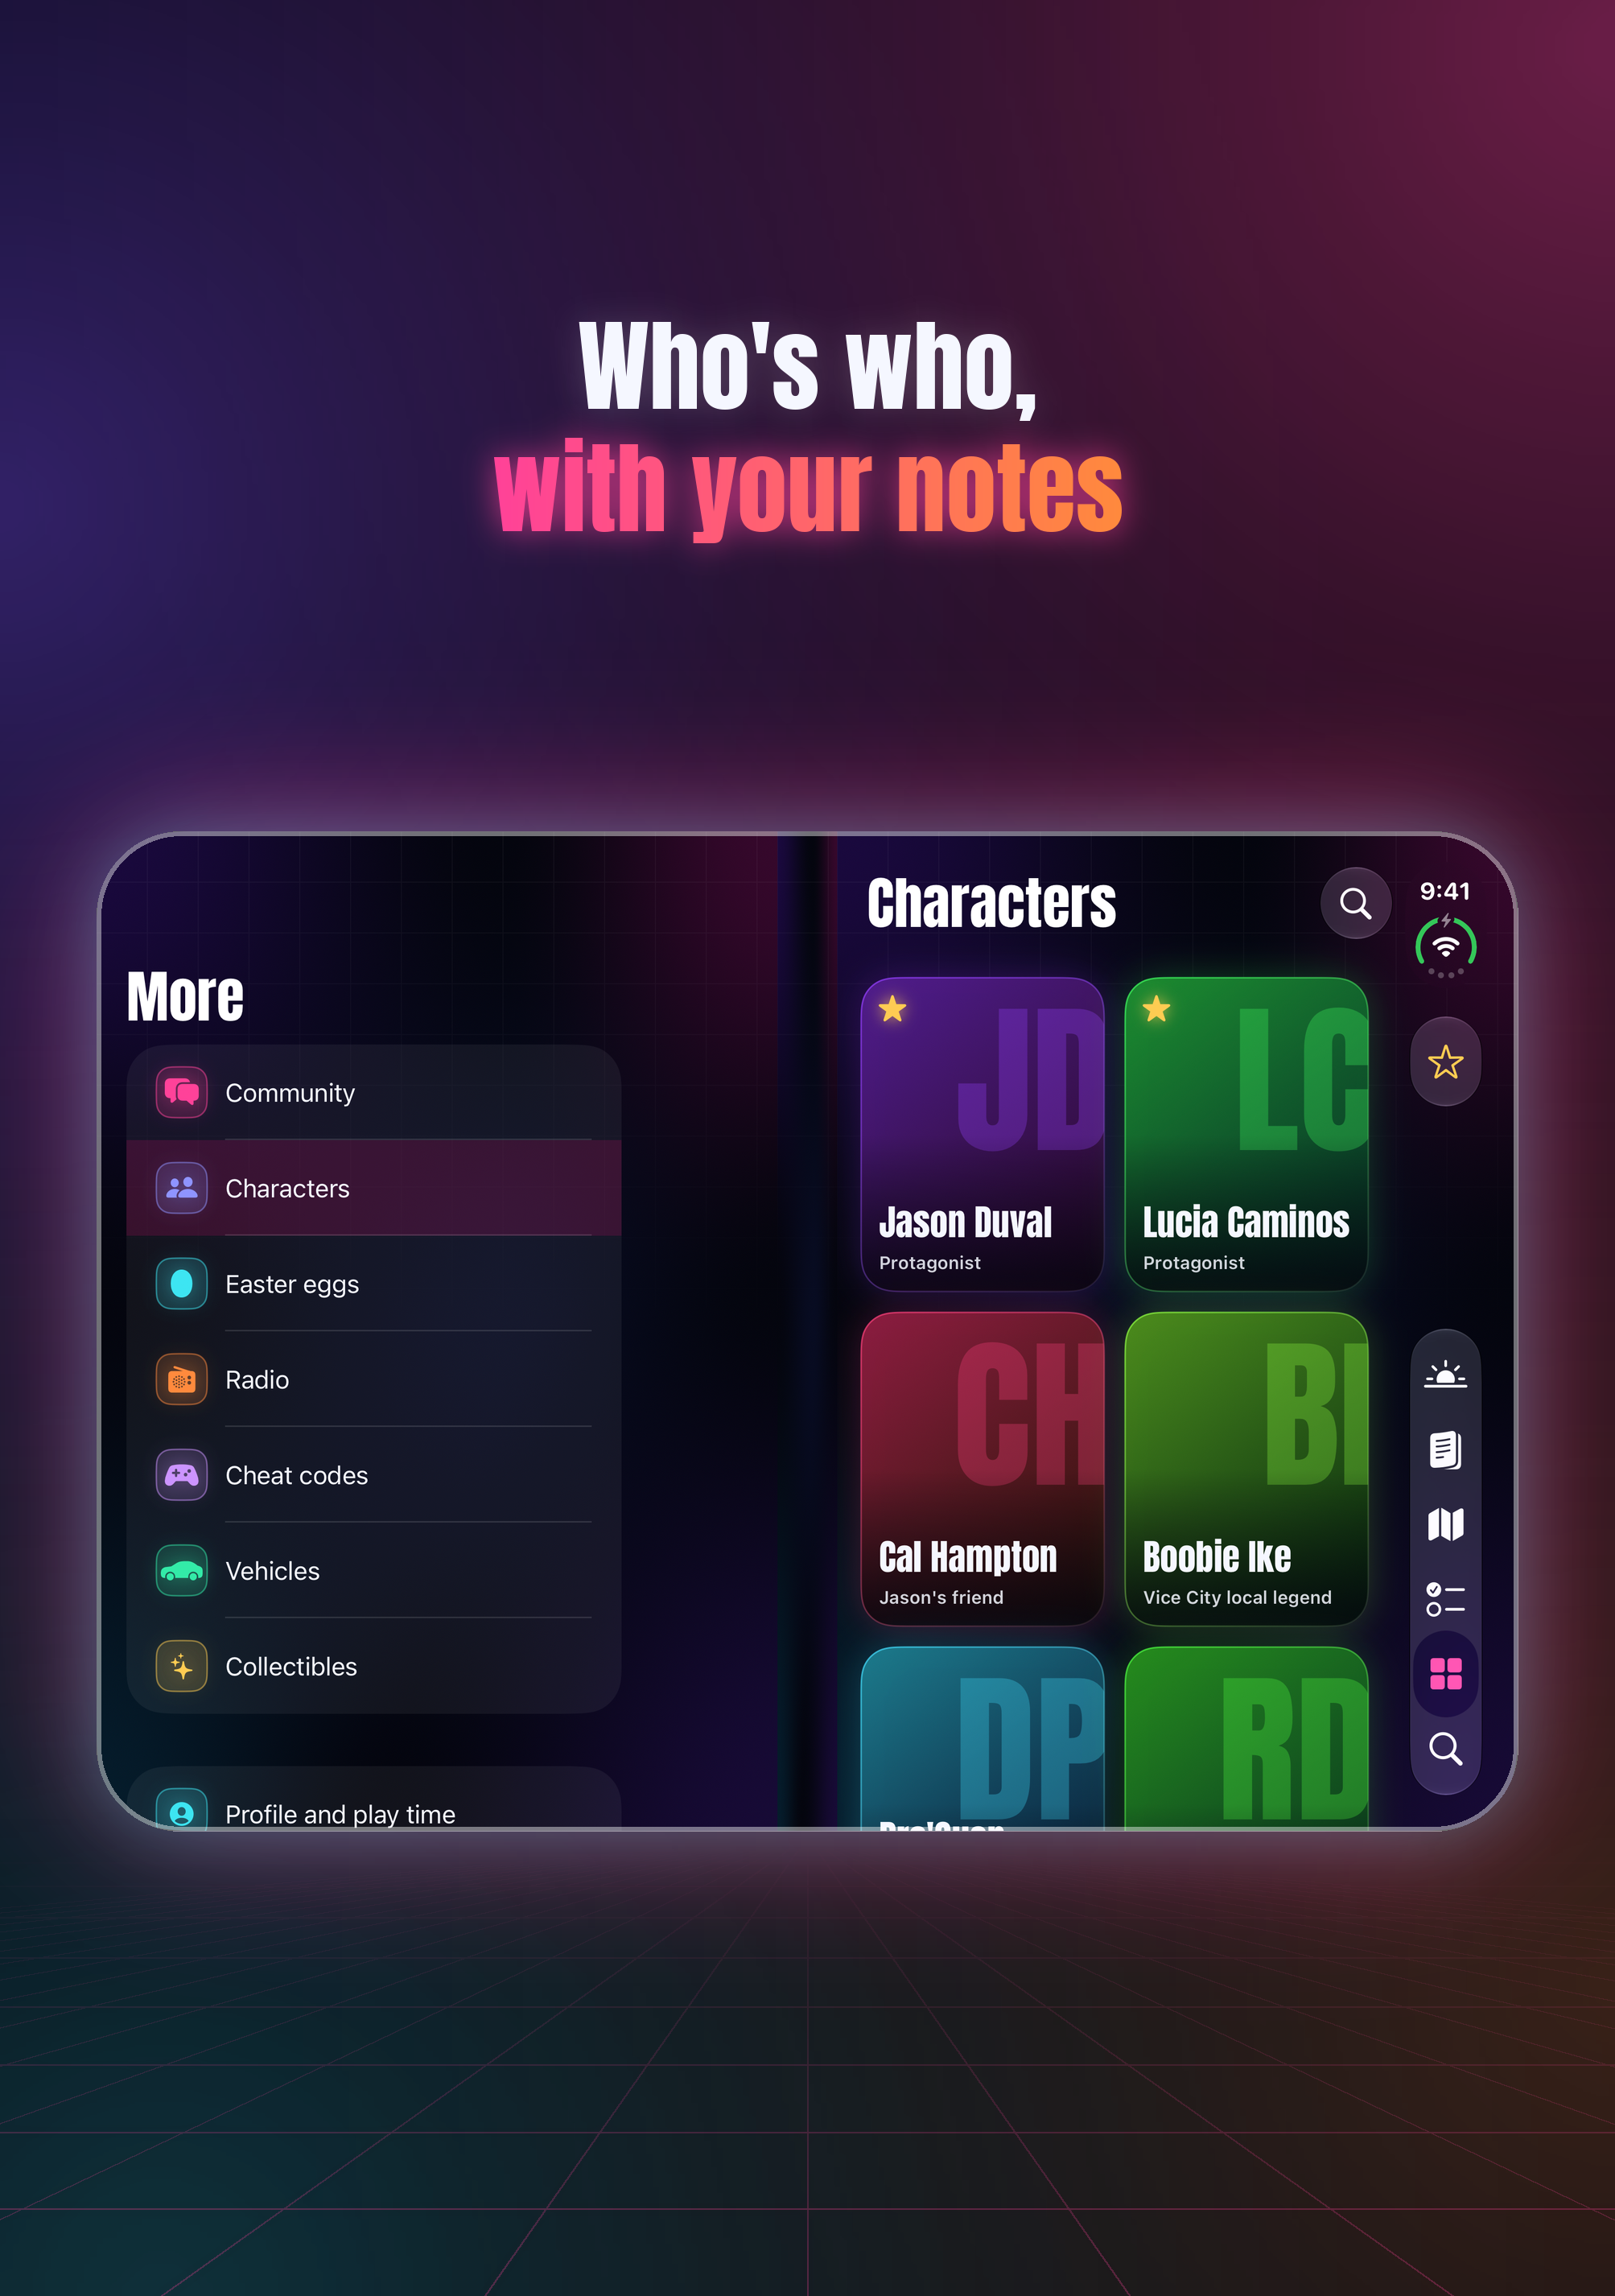 Who's who,
with your notes
More
Community
Characters
Easter eggs
Radio
Cheat codes
Vehicles
Collectibles
Profile and play time
Characters
9:41
JD
Jason Duval
Protagonist
LC
Lucia Caminos
Protagonist
CH
Cal Hampton
Jason's friend
BI
Boobie Ike
Vice City local legend
DP
RD